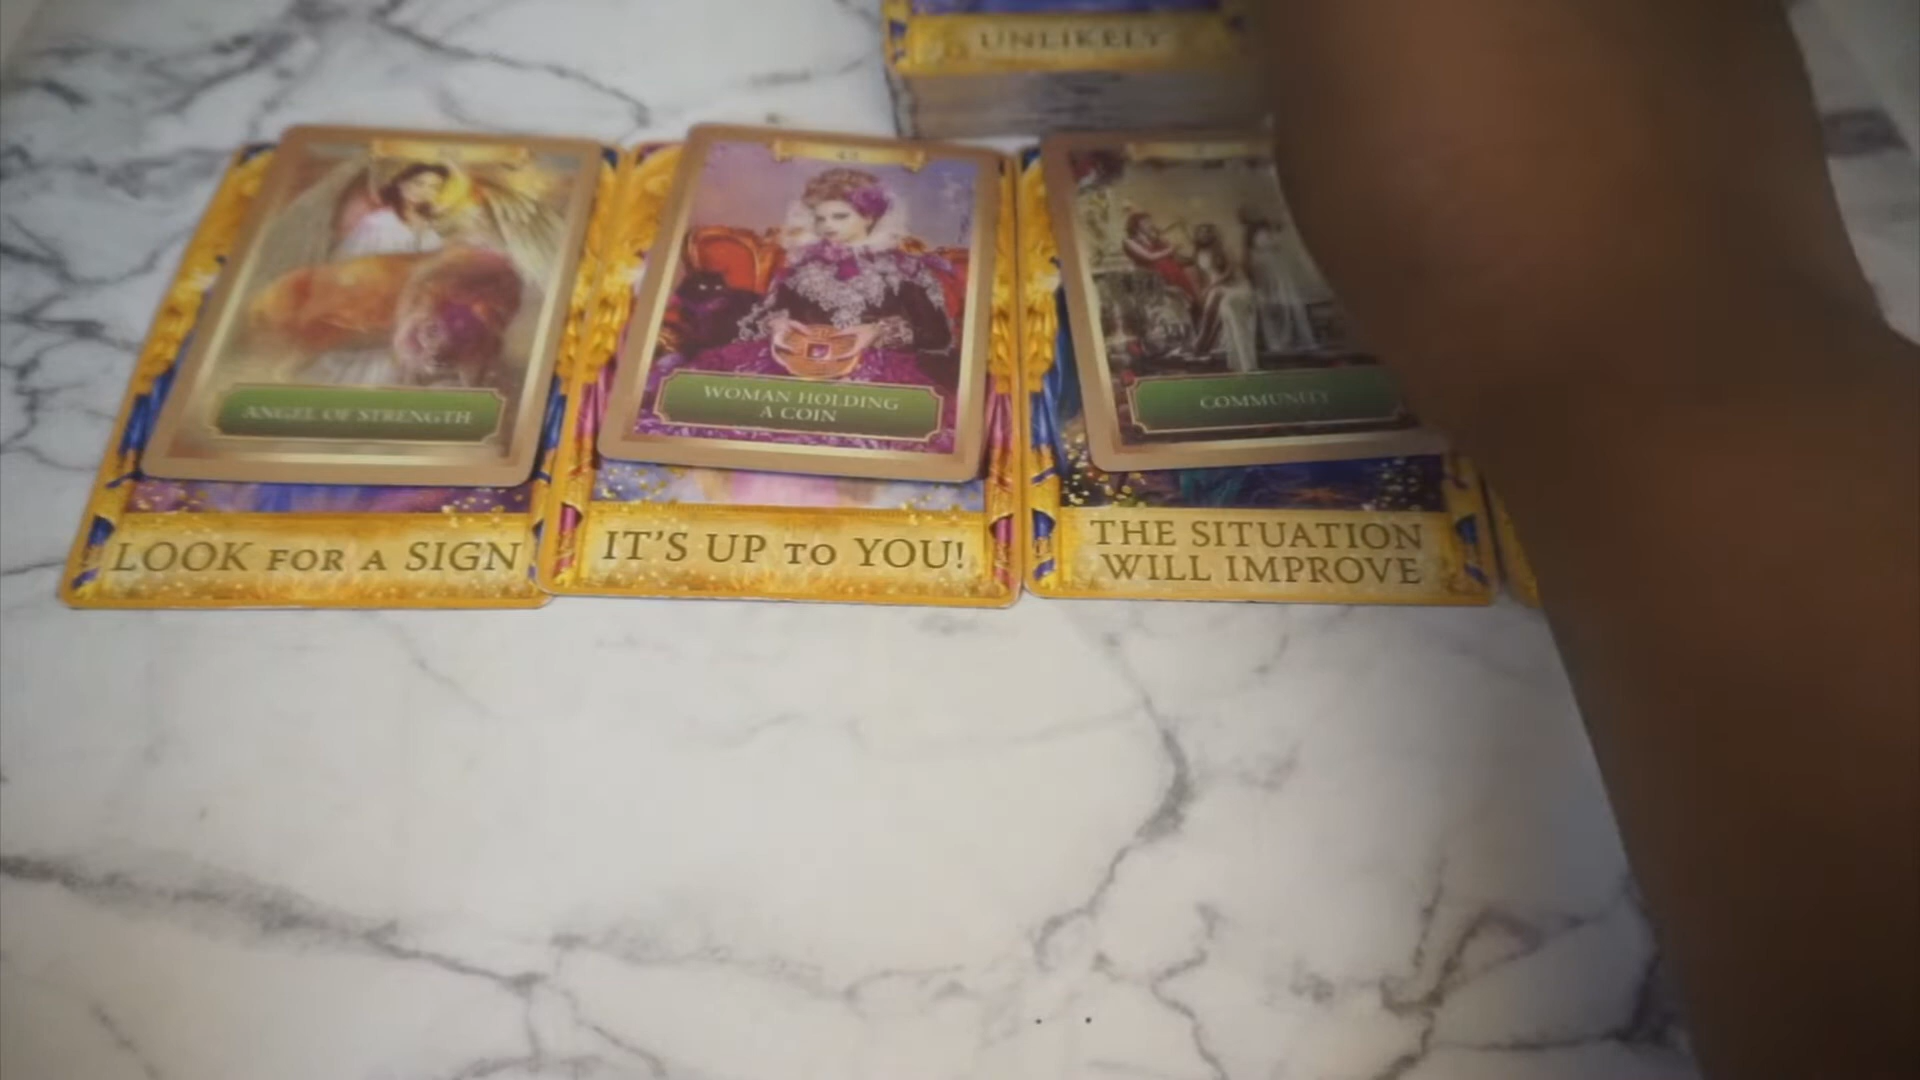 UNLIKELY
ANGEL OF STRENGTH
WOMAN HOLDING
A COIN
COMMUNITY
LOOK FOR A SIGN
IT'S UP TO YOU!
THE SITUATION
WILL IMPROVE